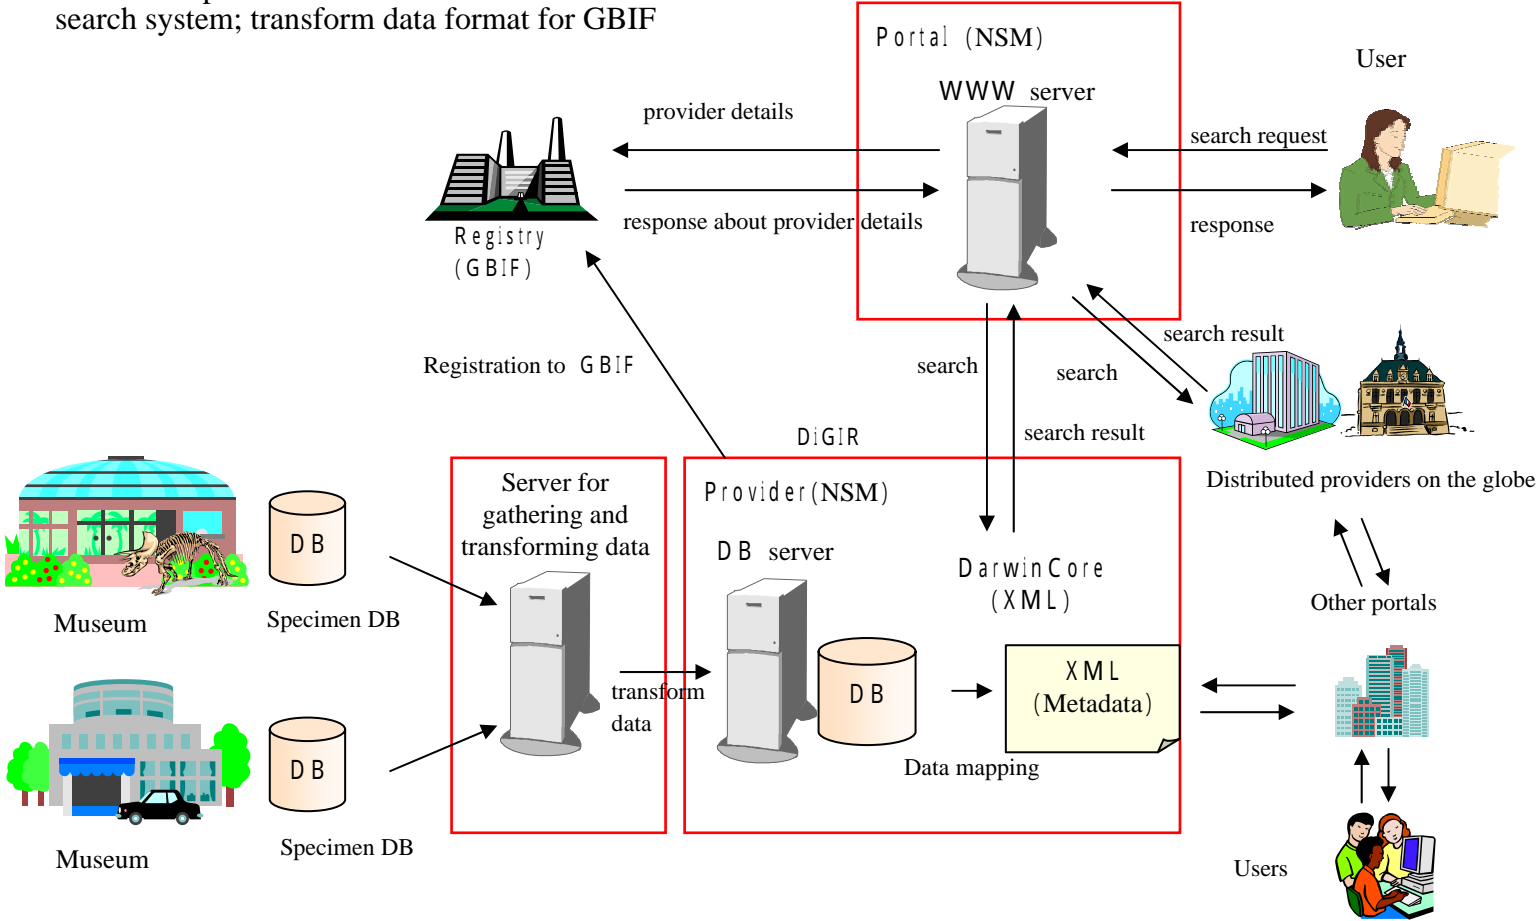 search system; transform data format for GBIF
Portal (NSM)
WWW server
User
provider details
search request
response about provider details
response
Registry
(GBIF)
search result
Registration to GBIF
search
search
search result
DiGIR
Distributed providers on the globe
Server for
gathering and
transforming data
Provider(NSM)
DB server
DarwinCore
(XML)
DB
Specimen DB
Museum
Other portals
transform
data
DB
XML
(Metadata)
Data mapping
DB
Specimen DB
Museum
Users